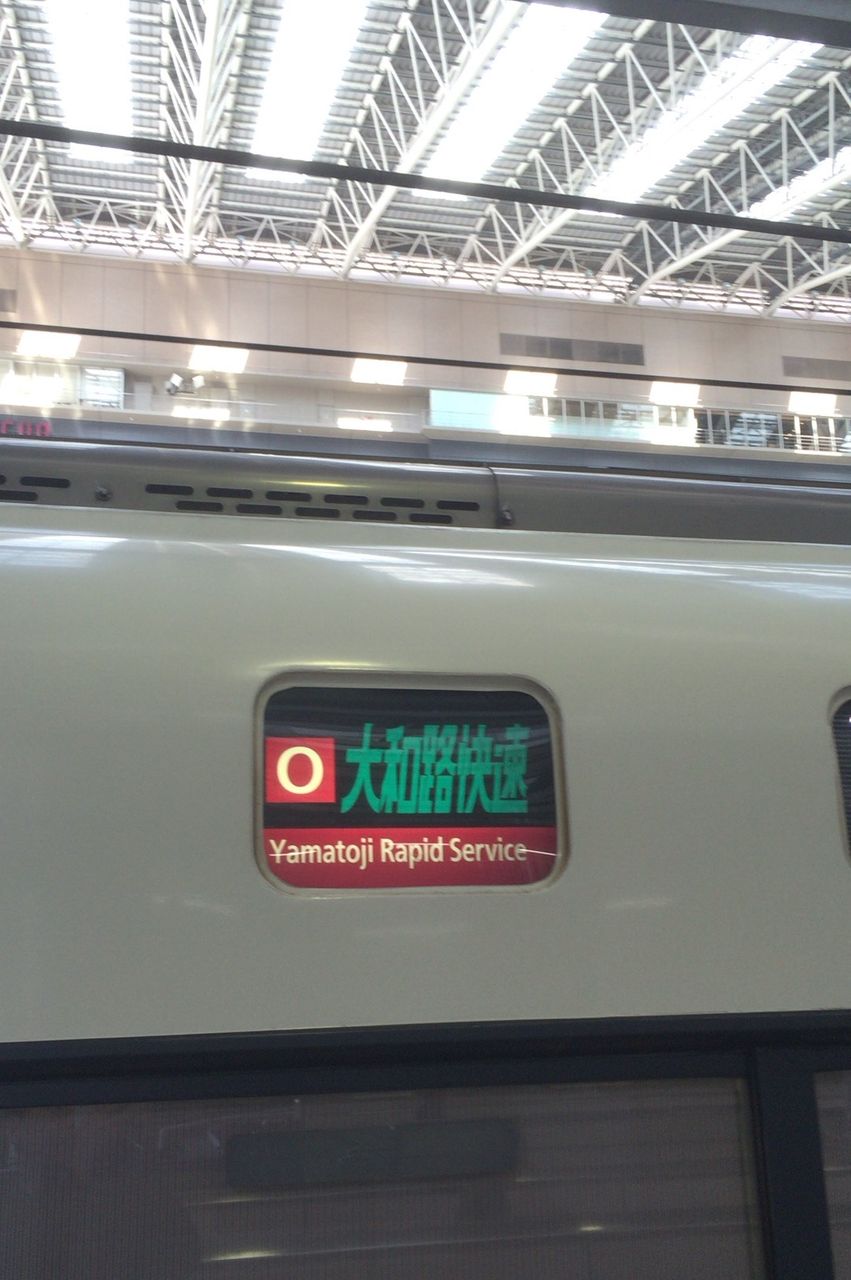 O 大和路快速
Yamatoji Rapid Service